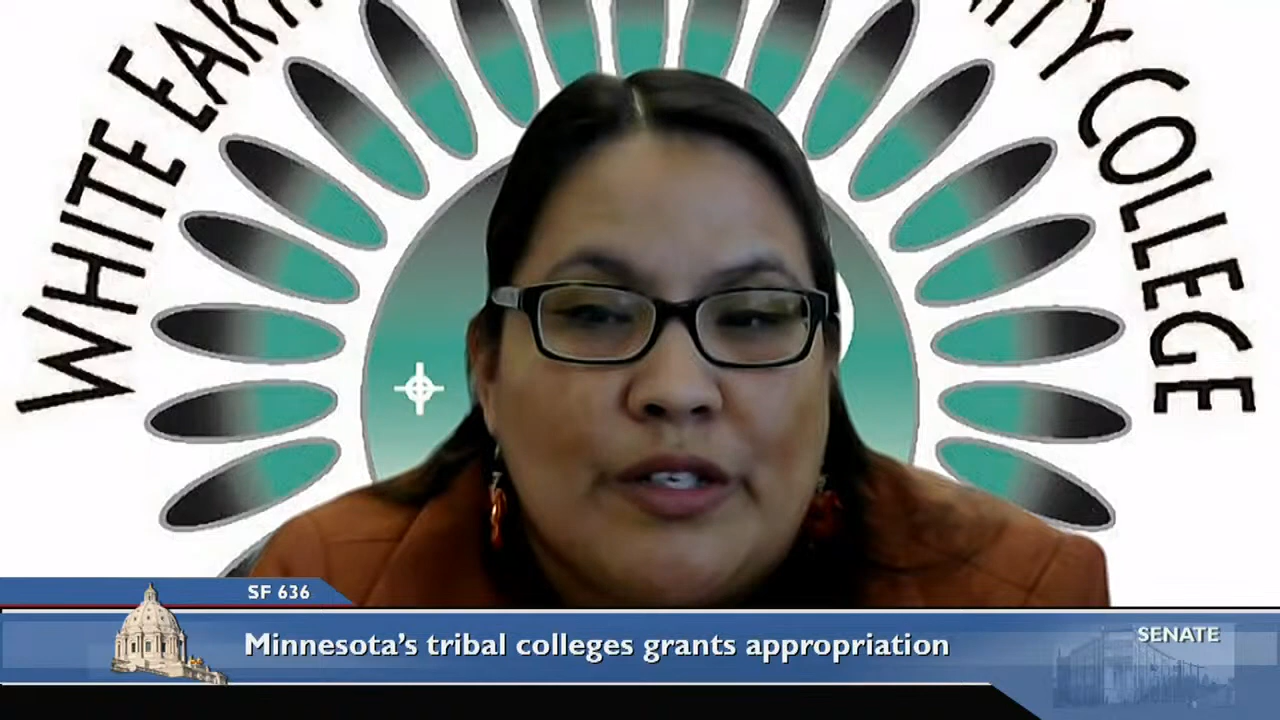 WHITE EAR
ITY COLLEGE
SF 636
Minnesota's tribal colleges grants appropriation
SENATE